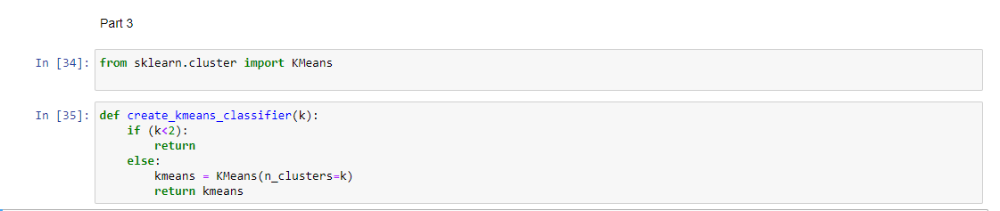 Part 3
In [34]: from sklearn.cluster import KMeans
In [35]: def create_kmeans_classifier(k):
    if (k<2):
        return
    else:
        kmeans = KMeans(n_clusters=k)
        return kmeans